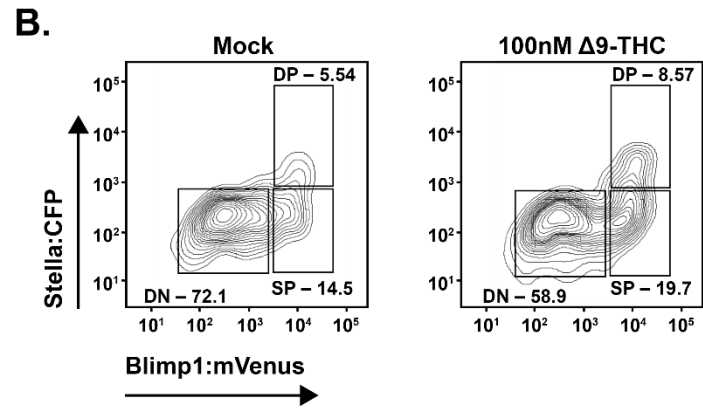 B.
Mock
100nM Δ9-THC
DP – 5.54
DP – 8.57
10⁵
10⁴
10³
10²
10¹
10⁵
10⁴
10³
10²
10¹
Stella:CFP
DN – 72.1
SP – 14.5
DN – 58.9
SP – 19.7
10¹ 10² 10³ 10⁴ 10⁵
10¹ 10² 10³ 10⁴ 10⁵
Blimp1:mVenus